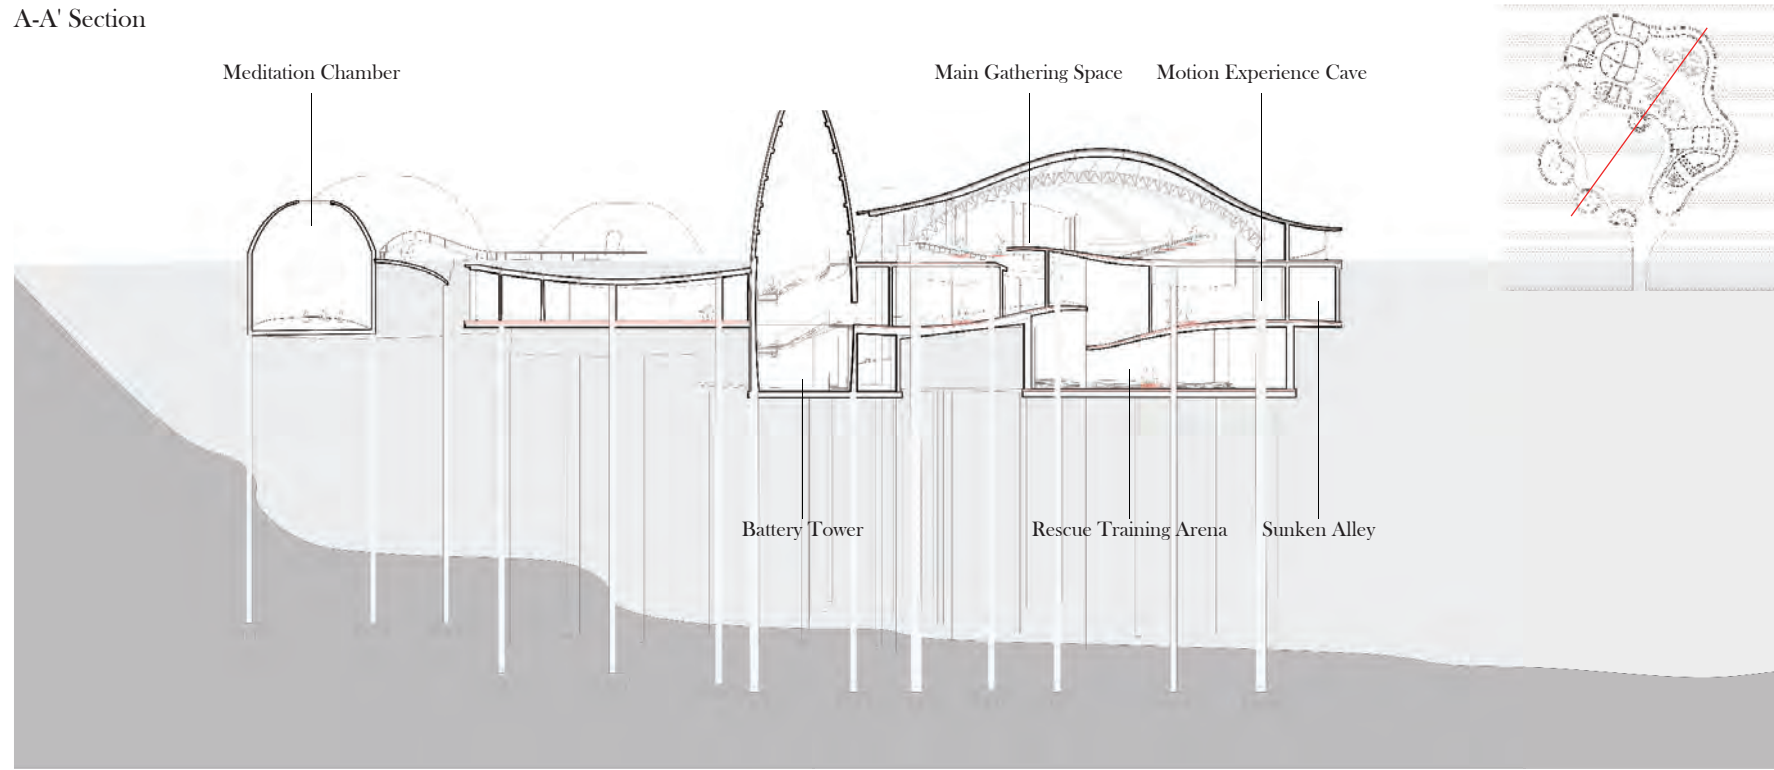 A-A' Section
Meditation Chamber
Main Gathering Space
Motion Experience Cave
Battery Tower
Rescue Training Arena
Sunken Alley